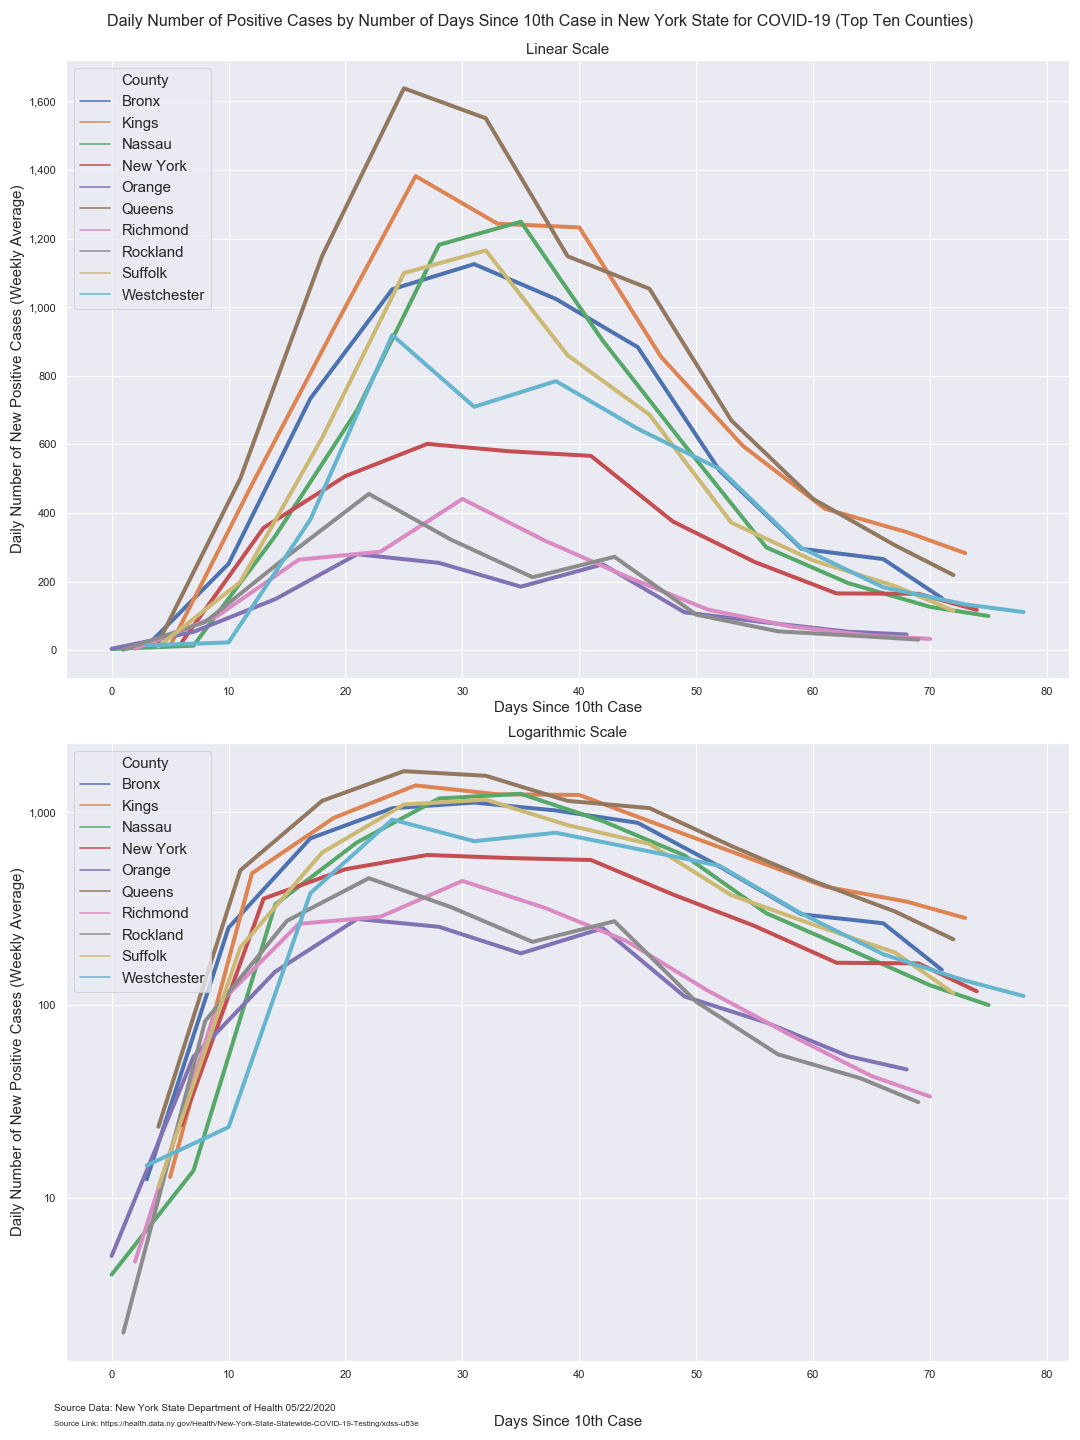 Daily Number of Positive Cases by Number of Days Since 10th Case in New York State for COVID-19 (Top Ten Counties)
Linear Scale
Daily Number of New Positive Cases (Weekly Average)
1,600
1,400
1,200
1,000
800
600
400
200
0
County
Bronx
Kings
Nassau
New York
Orange
Queens
Richmond
Rockland
Suffolk
Westchester
0 10 20 30 40 50 60 70 80
Days Since 10th Case
Logarithmic Scale
Daily Number of New Positive Cases (Weekly Average)
1,000
100
10
County
Bronx
Kings
Nassau
New York
Orange
Queens
Richmond
Rockland
Suffolk
Westchester
0 10 20 30 40 50 60 70 80
Days Since 10th Case
Source Data: New York State Department of Health 05/22/2020
Source Link: https://health.data.ny.gov/Health/New-York-State-Statewide-COVID-19-Testing/xdss-u53e